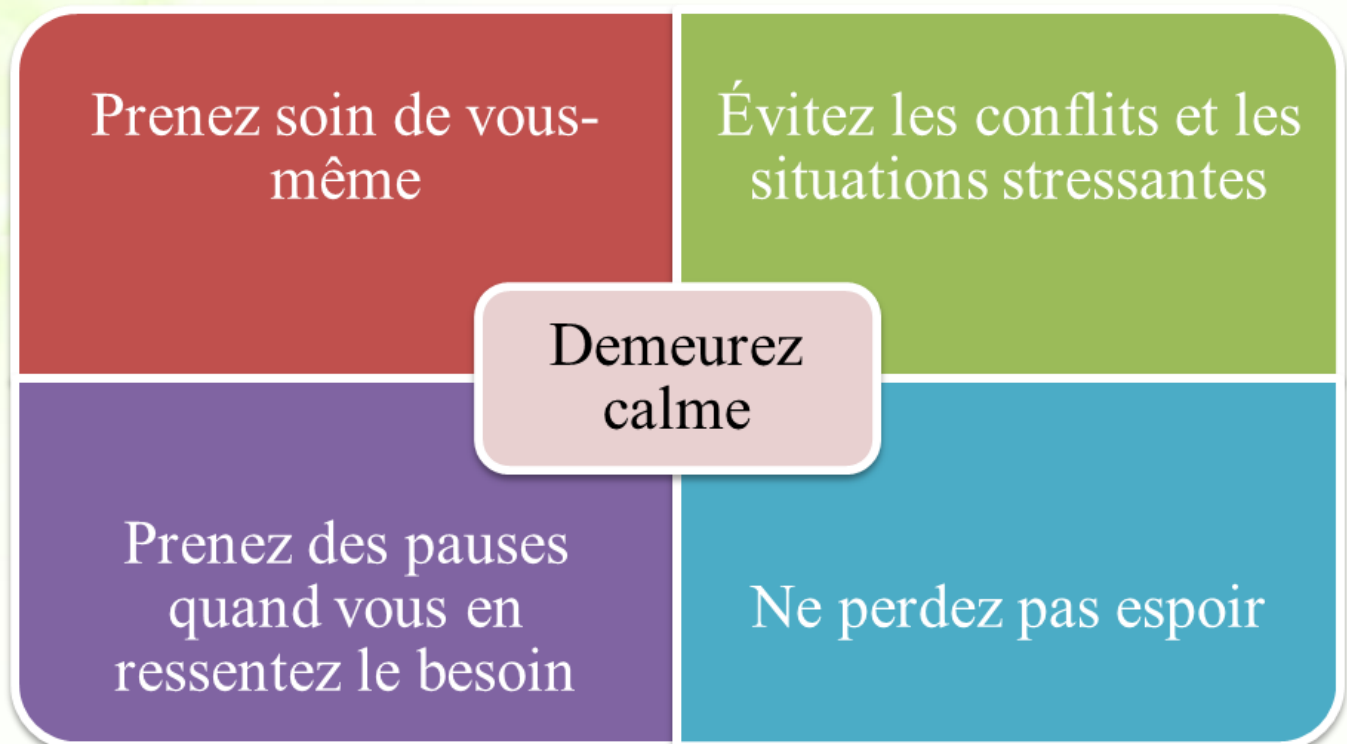 Prenez soin de vous-
même
Évitez les conflits et les
situations stressantes
Demeurez
calme
Prenez des pauses
quand vous en
ressentez le besoin
Ne perdez pas espoir